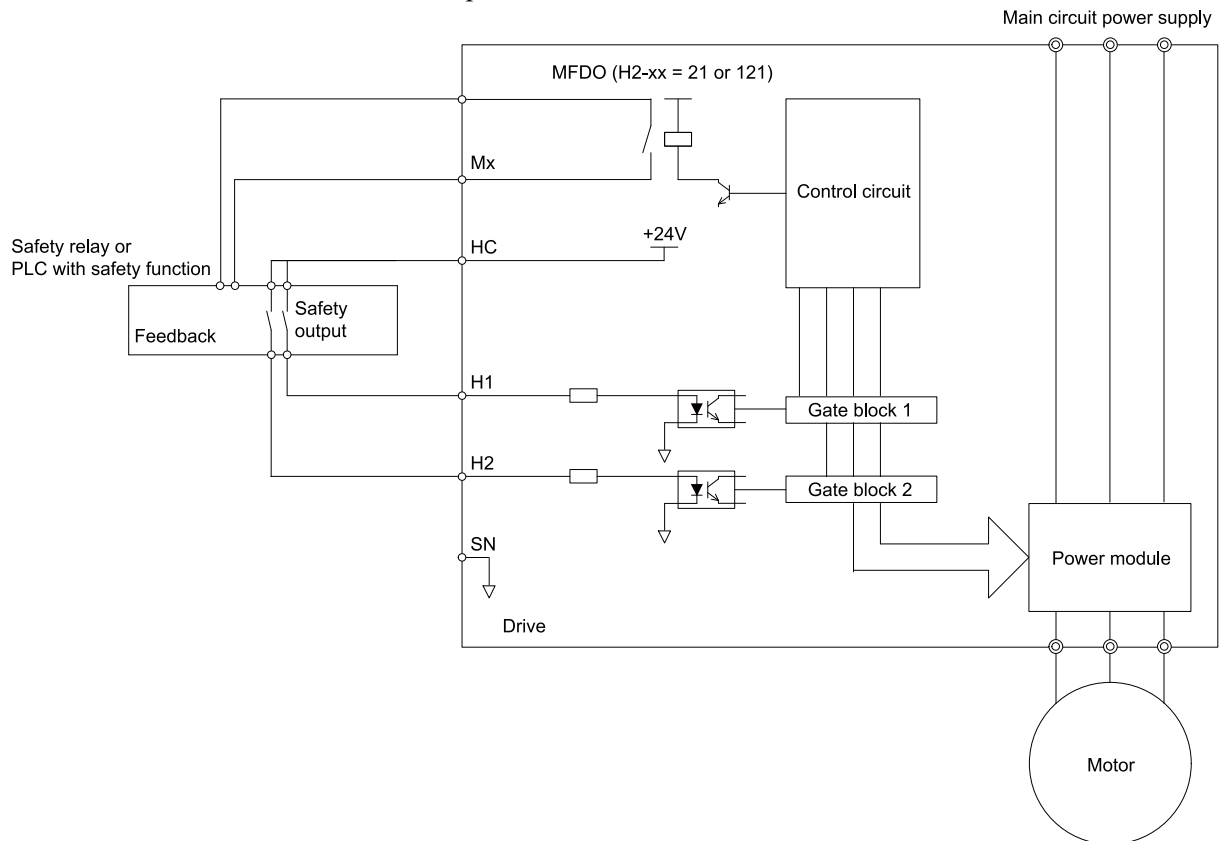 Main circuit power supply
MFDO (H2-xx = 21 or 121)
Mx
Control circuit
+24V
HC
Safety relay or
PLC with safety function
Safety
output
Feedback
H1
Gate block 1
H2
Gate block 2
SN
Power module
Drive
Motor